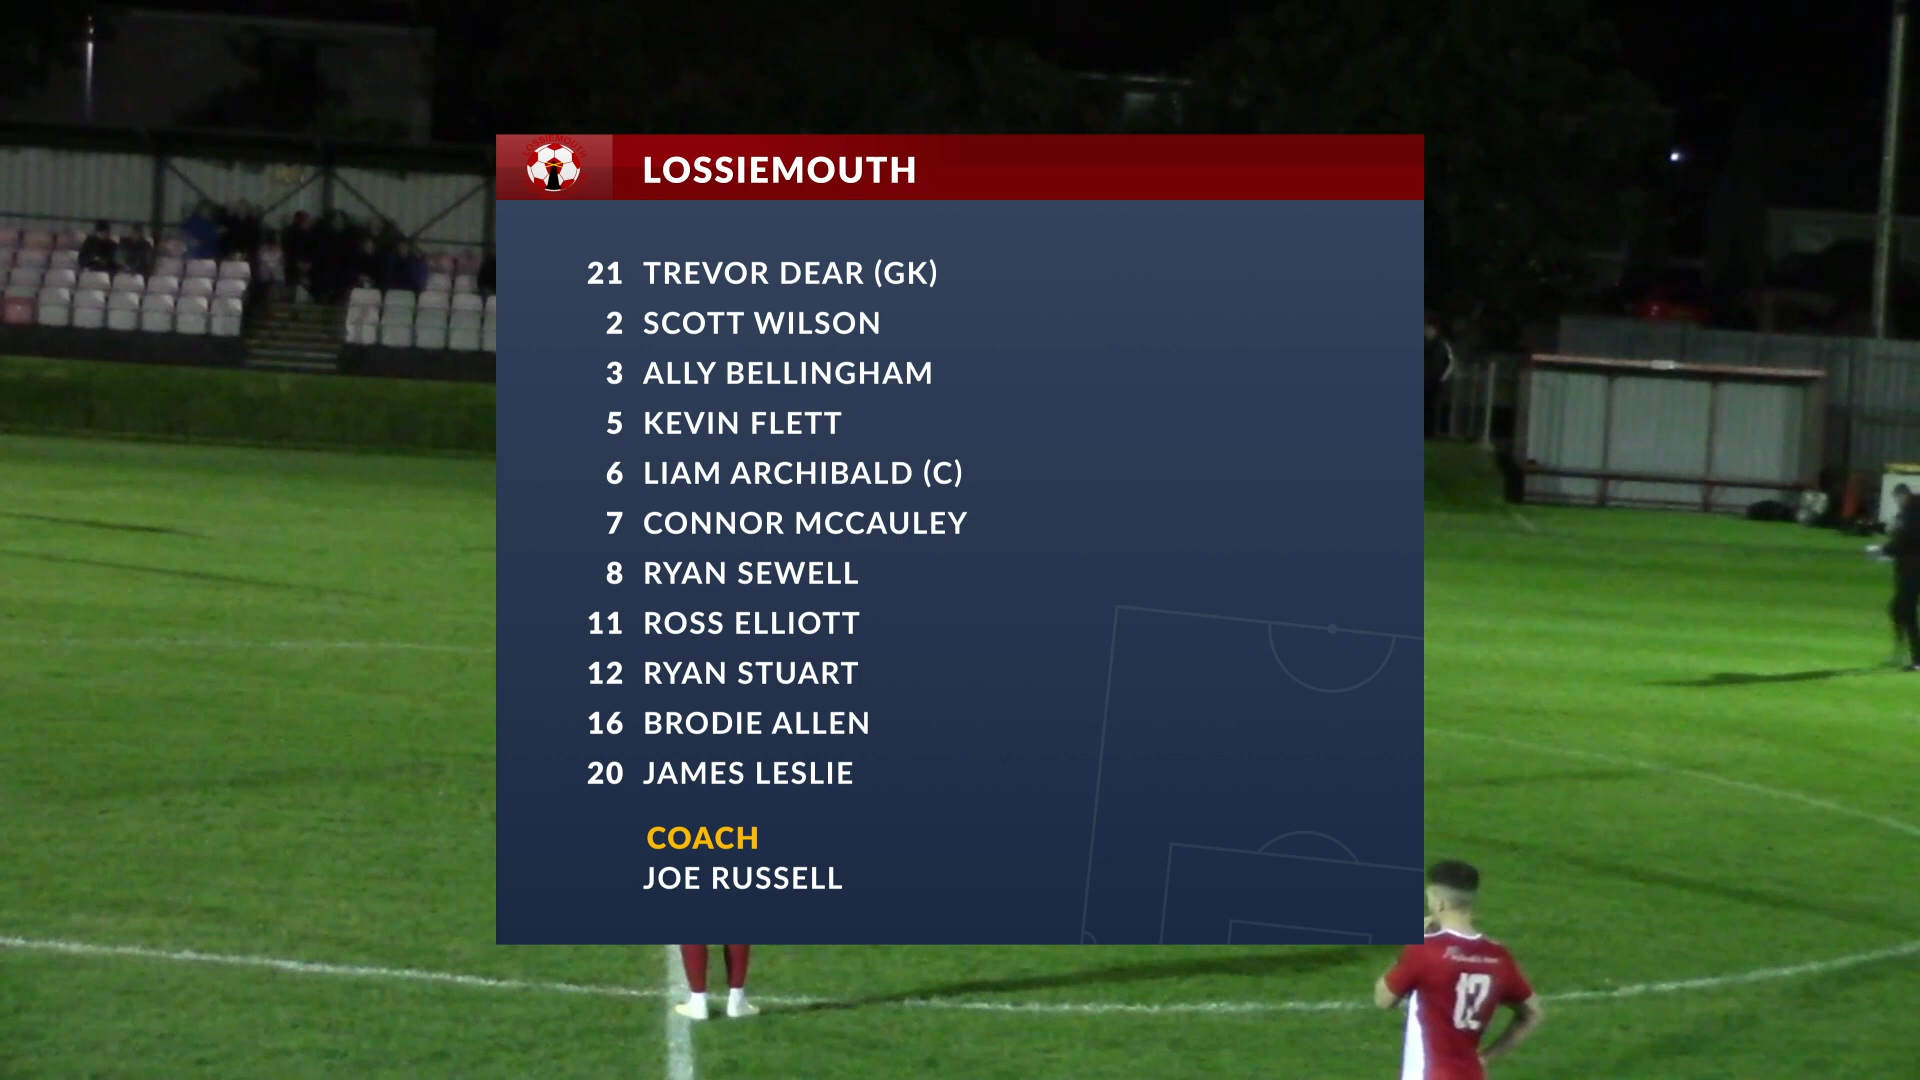 LOSSIEMOUTH
LOSSIEMOUTH
21 TREVOR DEAR (GK)
2 SCOTT WILSON
3 ALLY BELLINGHAM
5 KEVIN FLETT
6 LIAM ARCHIBALD (C)
7 CONNOR MCCAULEY
8 RYAN SEWELL
11 ROSS ELLIOTT
12 RYAN STUART
16 BRODIE ALLEN
20 JAMES LESLIE
COACH
JOE RUSSELL
12